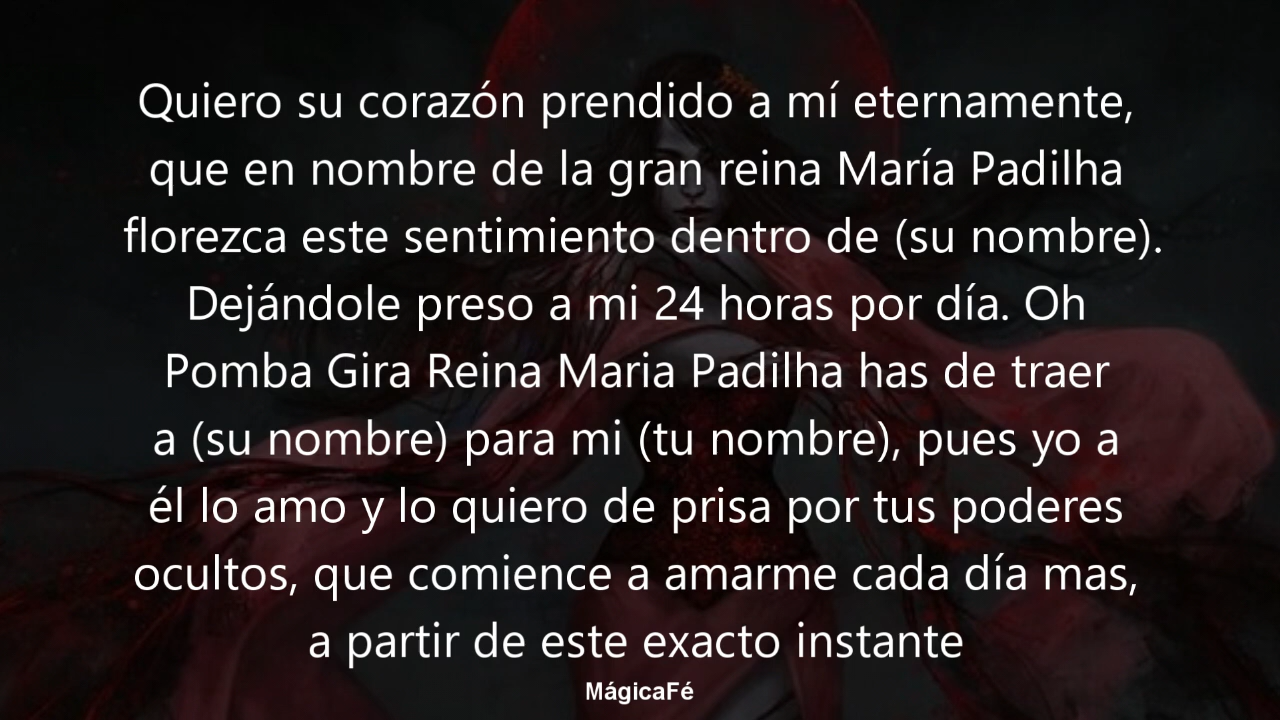 Quiero su corazón prendido a mí eternamente,
que en nombre de la gran reina María Padilha
florezca este sentimiento dentro de (su nombre).
Dejándole preso a mi 24 horas por día. Oh
Pomba Gira Reina Maria Padilha has de traer
a (su nombre) para mi (tu nombre), pues yo a
él lo amo y lo quiero de prisa por tus poderes
ocultos, que comience a amarme cada día mas,
a partir de este exacto instante
MágicaFé